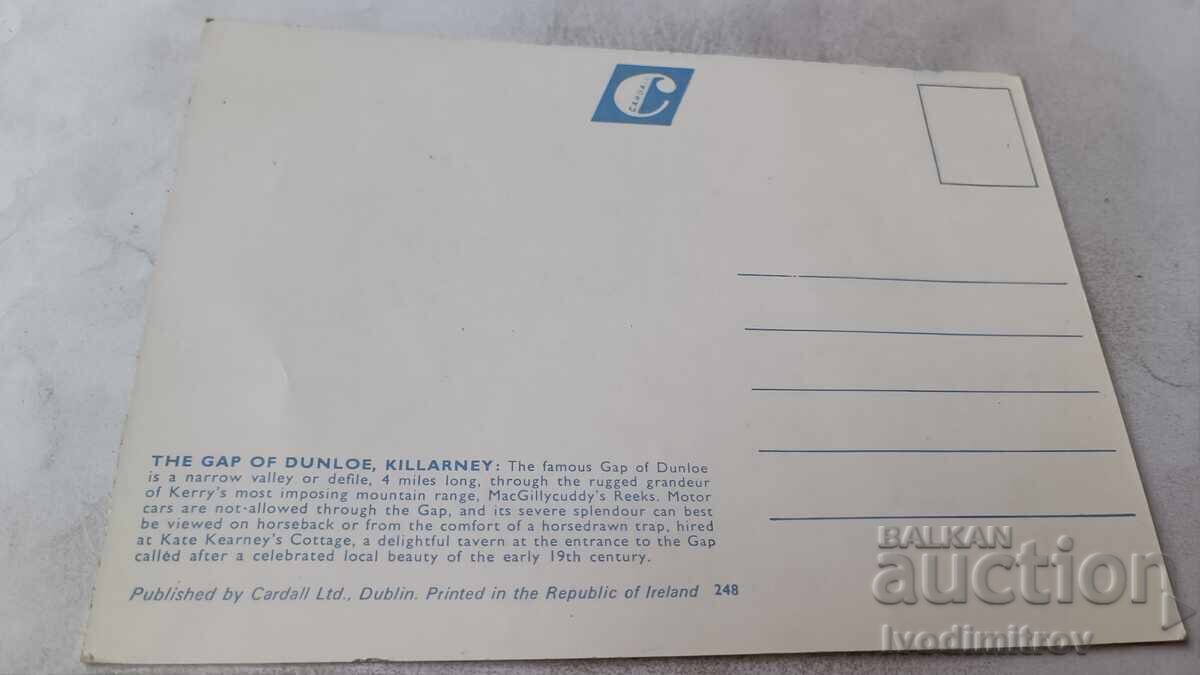 CARDALL
THE GAP OF DUNLOE, KILLARNEY: The famous Gap of Dunloe
is a narrow valley or defile, 4 miles long, through the rugged grandeur
of Kerry's most imposing mountain range, MacGillycuddy's Reeks. Motor
cars are not·allowed through the Gap, and its severe splendour can best
be viewed on horseback or from the comfort of a horsedrawn trap, hired
at Kate Kearney's Cottage, a delightful tavern at the entrance to the Gap
called after a celebrated local beauty of the early 19th century.
Published by Cardall Ltd., Dublin. Printed in the Republic of Ireland 248
BALKAN
auction
Ivodimitrov